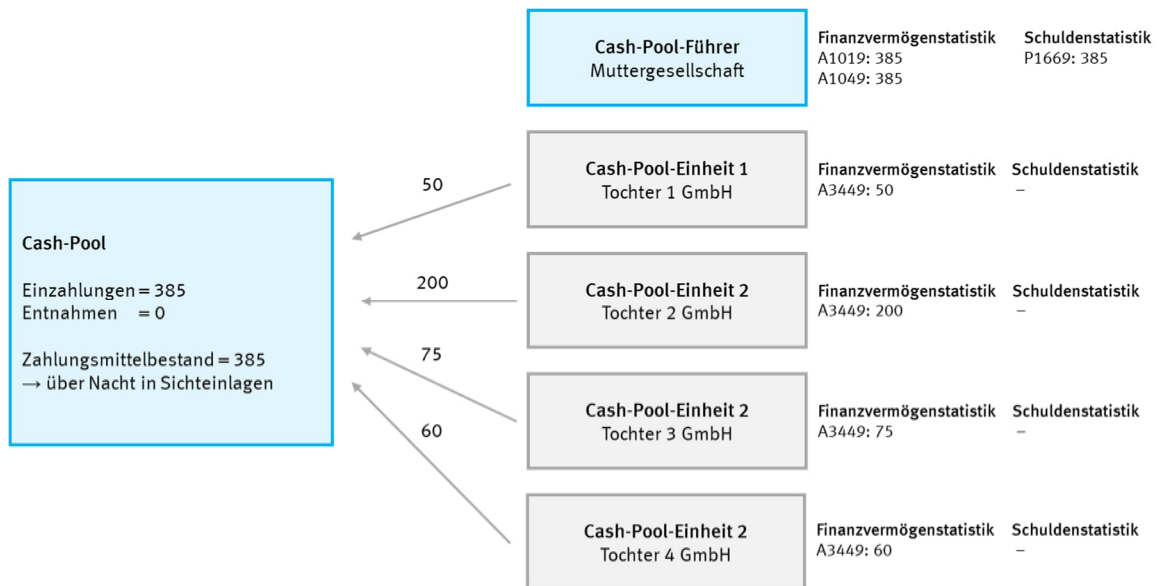 Cash-Pool-Führer
Muttergesellschaft
Finanzvermögenstatistik
A1019: 385
A1049: 385
Schuldenstatistik
P1669: 385
Cash-Pool-Einheit 1
Tochter 1 GmbH
Finanzvermögenstatistik
A3449: 50
Schuldenstatistik
–
50
Cash-Pool
Einzahlungen = 385
Entnahmen = 0
Zahlungsmittelbestand = 385
→ über Nacht in Sichteinlagen
200
Cash-Pool-Einheit 2
Tochter 2 GmbH
Finanzvermögenstatistik
A3449: 200
Schuldenstatistik
–
75
Cash-Pool-Einheit 2
Tochter 3 GmbH
Finanzvermögenstatistik
A3449: 75
Schuldenstatistik
–
60
Cash-Pool-Einheit 2
Tochter 4 GmbH
Finanzvermögenstatistik
A3449: 60
Schuldenstatistik
–